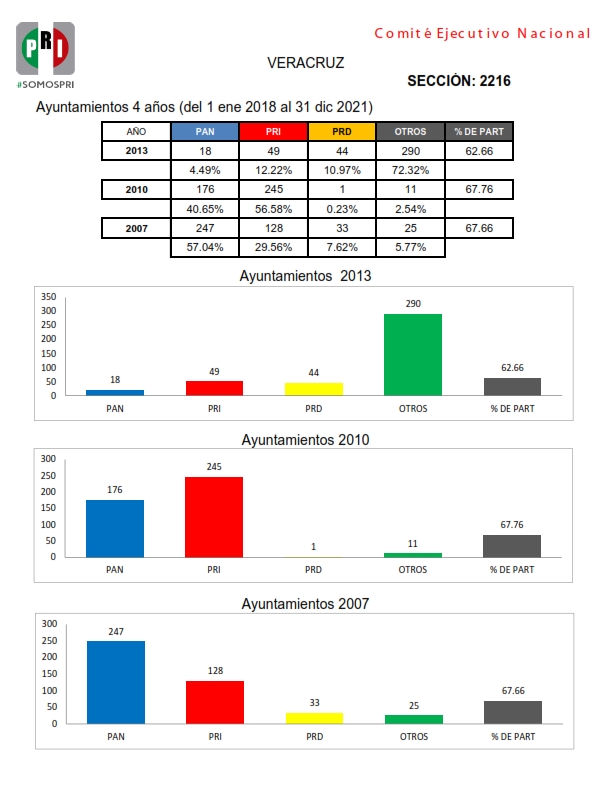 Comité Ejecutivo Nacional
PRI
#SOMOSPRI
VERACRUZ
SECCIÓN: 2216
Ayuntamientos 4 años (del 1 ene 2018 al 31 dic 2021)
AÑO PAN PRI PRD OTROS % DE PART
2013 18 49 44 290 62.66
4.49% 12.22% 10.97% 72.32%
2010 176 245 1 11 67.76
40.65% 56.58% 0.23% 2.54%
2007 247 128 33 25 67.66
57.04% 29.56% 7.62% 5.77%
Ayuntamientos 2013
350
300
250
200
150
100
50
0
18 49 44 290 62.66
PAN PRI PRD OTROS % DE PART
Ayuntamientos 2010
300
250
200
150
100
50
0
176 245 1 11 67.76
PAN PRI PRD OTROS % DE PART
Ayuntamientos 2007
300
250
200
150
100
50
0
247 128 33 25 67.66
PAN PRI PRD OTROS % DE PART